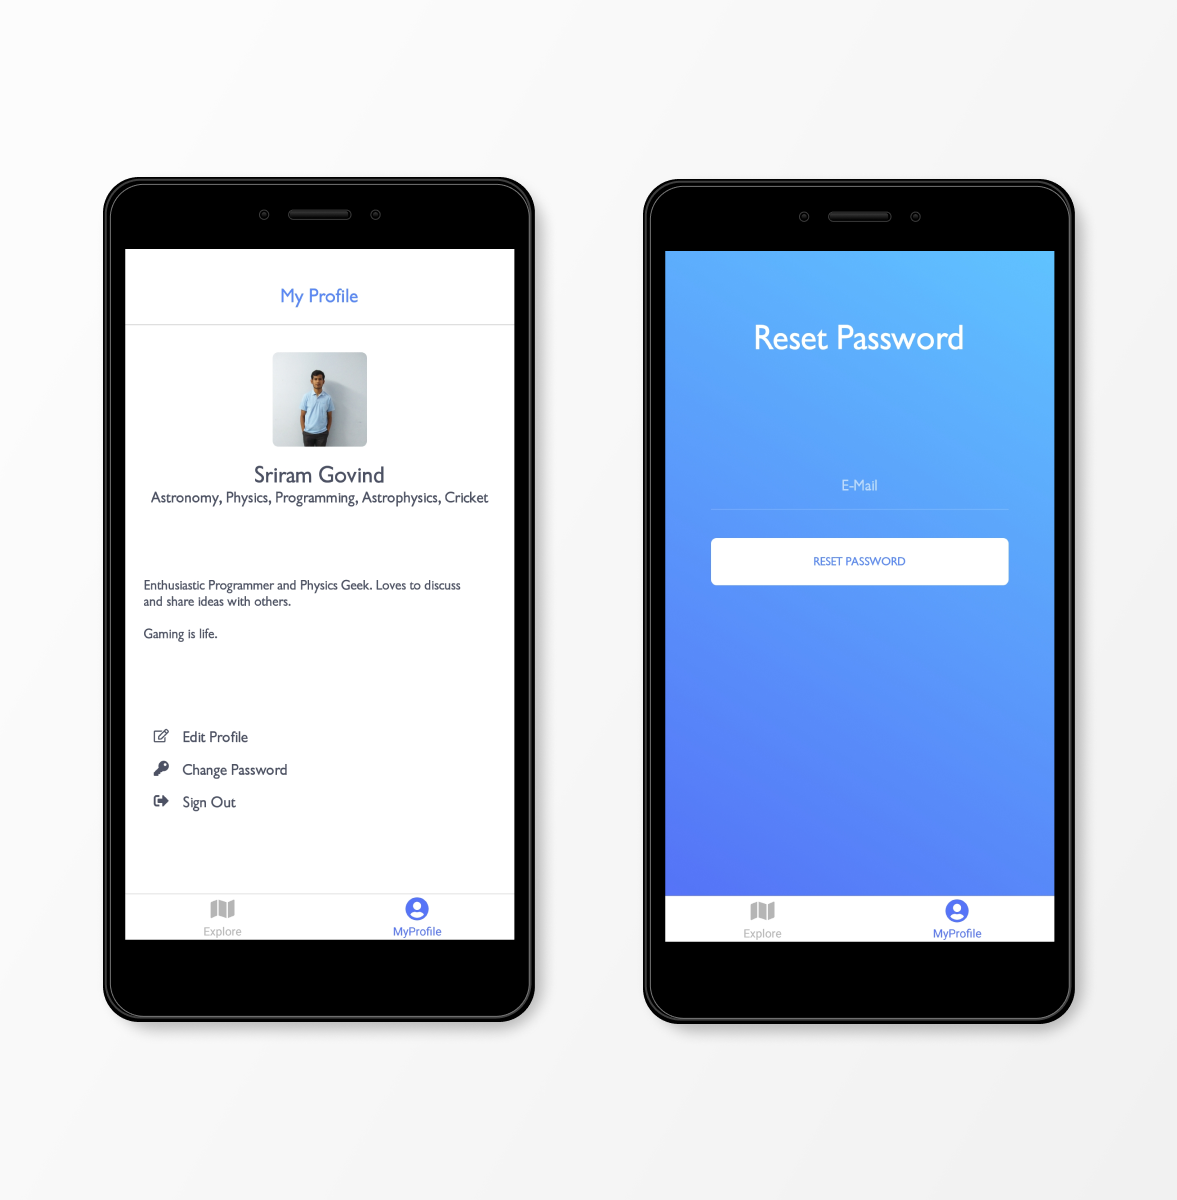 My Profile
Sriram Govind
Astronomy, Physics, Programming, Astrophysics, Cricket
Enthusiastic Programmer and Physics Geek. Loves to discuss
and share ideas with others.
Gaming is life.
Edit Profile
Change Password
Sign Out
Explore
MyProfile
Reset Password
E-Mail
RESET PASSWORD
Explore
MyProfile